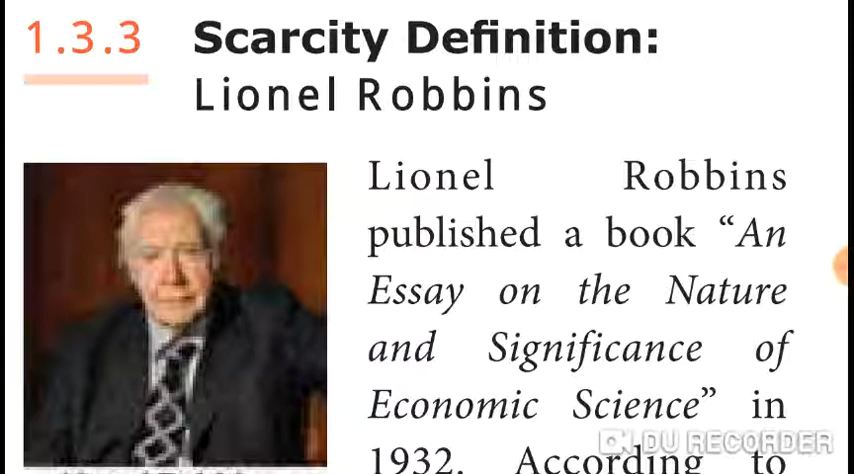 1.3.3 Scarcity Definition:
Lionel Robbins
Lionel Robbins
published a book “An
Essay on the Nature
and Significance of
Economic Science” in
1932. According to
DU RECORDER